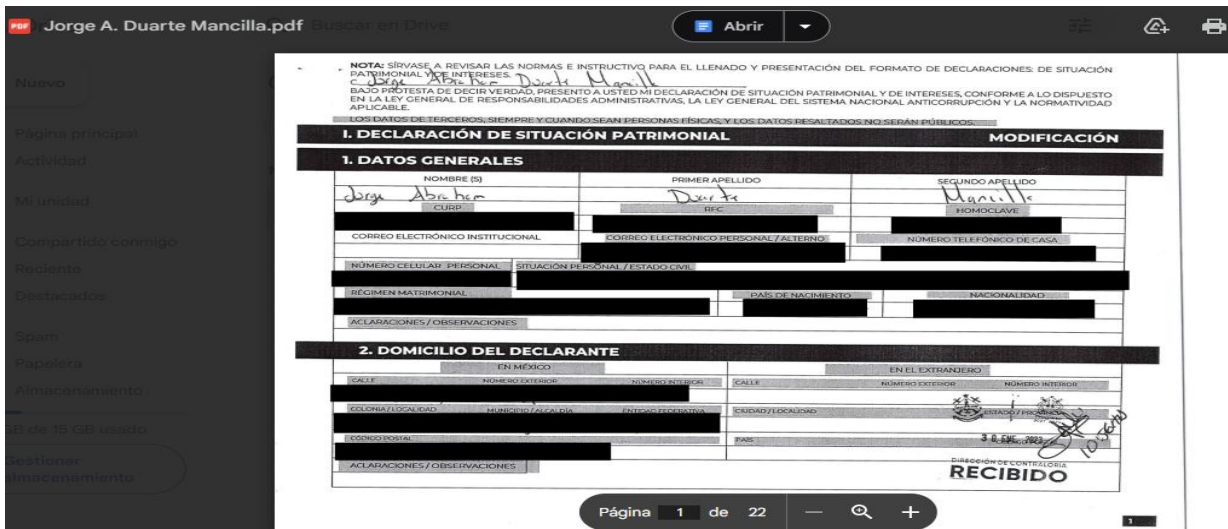 PDF Jorge A. Duarte Mancilla.pdf
Buscar en Drive
Abrir
Nuevo
Página principal
Actividad
Mi unidad
Compartido conmigo
Reciente
Destacados
Spam
Papelera
Almacenamiento
GB de 15 GB usado
Gestionar
almacenamiento
NOTA: SÍRVASE A REVISAR LAS NORMAS E INSTRUCTIVO PARA EL LLENADO Y PRESENTACIÓN DEL FORMATO DE DECLARACIONES: DE SITUACIÓN
PATRIMONIAL Y DE INTERESES.
C. Jorge Abraham Duarte Mancilla
BAJO PROTESTA DE DECIR VERDAD, PRESENTO A USTED MI DECLARACIÓN DE SITUACIÓN PATRIMONIAL Y DE INTERESES, CONFORME A LO DISPUESTO
EN LA LEY GENERAL DE RESPONSABILIDADES ADMINISTRATIVAS, LA LEY GENERAL DEL SISTEMA NACIONAL ANTICORRUPCIÓN Y LA NORMATIVIDAD
APLICABLE.
LOS DATOS DE TERCEROS, SIEMPRE Y CUANDO SEAN PERSONAS FÍSICAS, Y LOS DATOS RESALTADOS NO SERÁN PÚBLICOS.
I. DECLARACIÓN DE SITUACIÓN PATRIMONIAL MODIFICACIÓN
1. DATOS GENERALES
NOMBRE (S) PRIMER APELLIDO SEGUNDO APELLIDO
Jorge Abraham Duarte Mancilla
CURP RFC HOMOCLAVE
CORREO ELECTRÓNICO INSTITUCIONAL CORREO ELECTRÓNICO PERSONAL / ALTERNO NÚMERO TELEFÓNICO DE CASA
NÚMERO CELULAR PERSONAL SITUACIÓN PERSONAL / ESTADO CIVIL
RÉGIMEN MATRIMONIAL PAÍS DE NACIMIENTO NACIONALIDAD
ACLARACIONES / OBSERVACIONES
2. DOMICILIO DEL DECLARANTE
EN MÉXICO EN EL EXTRANJERO
CALLE NÚMERO EXTERIOR NÚMERO INTERIOR CALLE NÚMERO EXTERIOR NÚMERO INTERIOR
COLONIA / LOCALIDAD MUNICIPIO / ALCALDÍA ENTIDAD FEDERATIVA CIUDAD / LOCALIDAD ESTADO / PROVINCIA
CÓDIGO POSTAL PAÍS
30 ENE. 2023
ACLARACIONES / OBSERVACIONES
DIRECCIÓN DE CONTRALORÍA
RECIBIDO
Página 1 de 22
1